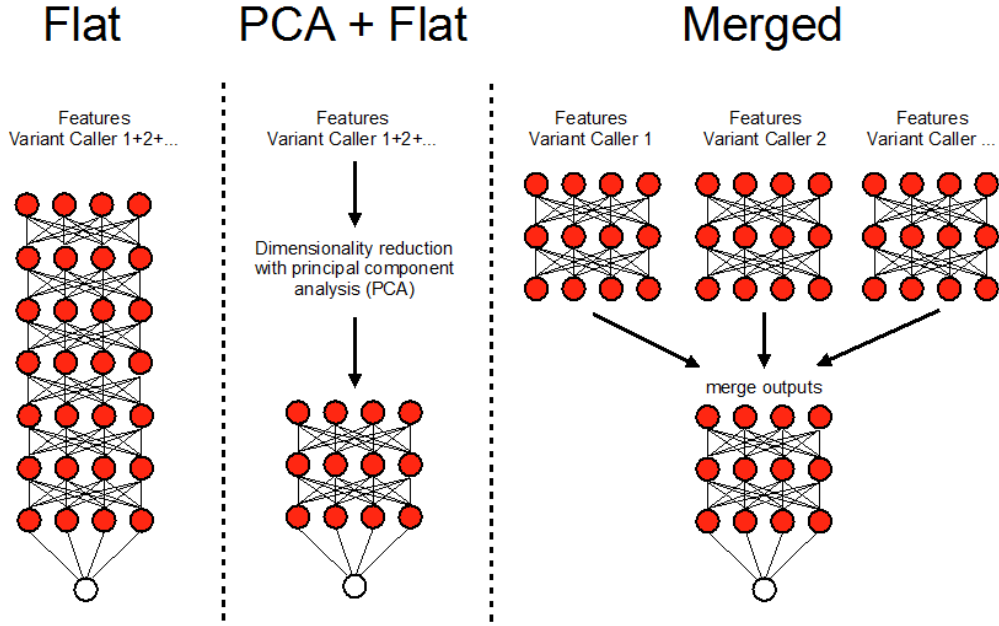 Flat
PCA + Flat
Merged
Features
Variant Caller 1+2+...
Features
Variant Caller 1+2+...
Features
Variant Caller 1
Features
Variant Caller 2
Features
Variant Caller ...
Dimensionality reduction
with principal component
analysis (PCA)
merge outputs